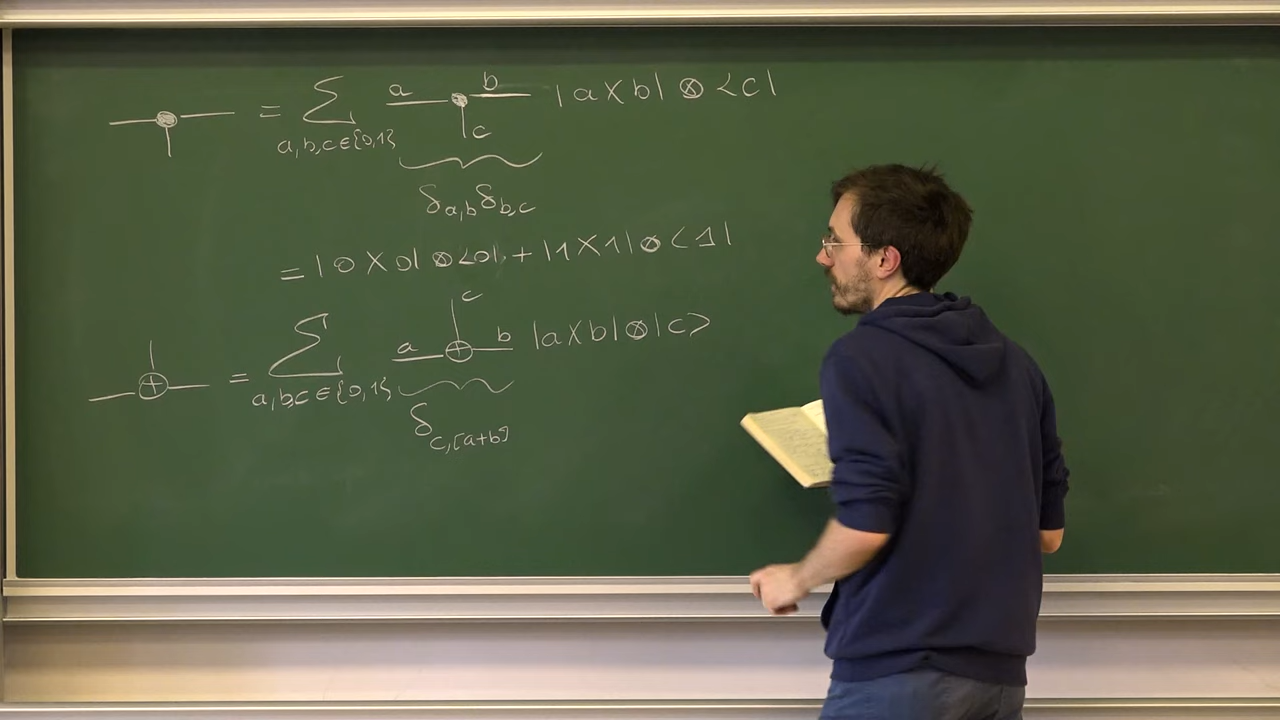 = ∑ a b |a⟩⟨b| ⊗ ⟨c|
a,b,c∈{0,1} c
δa,b δb,c
= |0⟩⟨0| ⊗ ⟨0| + |1⟩⟨1| ⊗ ⟨1|
c
= ∑ a b |a⟩⟨b| ⊗ |c⟩
a,b,c∈{0,1}
δc,[a+b]